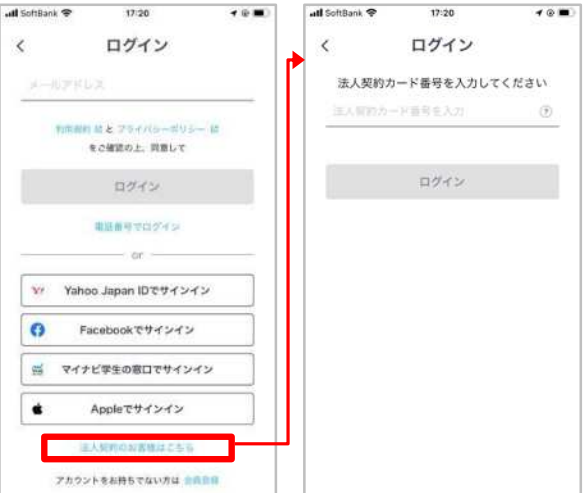 SoftBank 17:20
ログイン
メールアドレス
利用規約 と プライバシーポリシー
をご確認の上、同意して
ログイン
電話番号でログイン
or
Yahoo Japan IDでサインイン
Facebookでサインイン
マイナビ学生の窓口でサインイン
Appleでサインイン
法人契約のお客様はこちら
アカウントをお持ちでない方は 会員登録
SoftBank 17:20
ログイン
法人契約カード番号を入力してください
法人契約カード番号を入力
ログイン